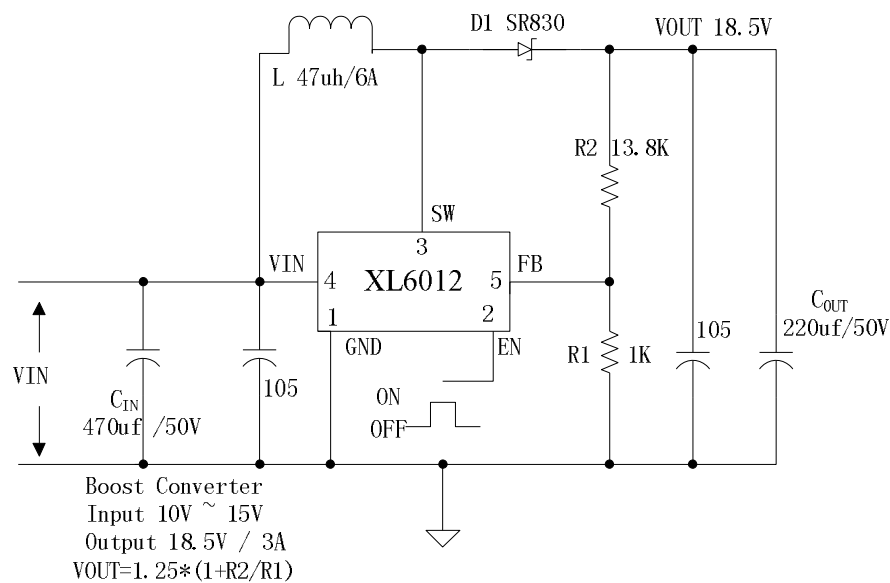 D1 SR830
VOUT 18.5V
L 47uh/6A
R2 13.8K
SW
3
VIN
4
XL6012
5
FB
1
2
GND
EN
R1 1K
105
COUT
220uf/50V
VIN
CIN
470uf /50V
105
ON
OFF
Boost Converter
Input 10V ~ 15V
Output 18.5V / 3A
VOUT=1.25*(1+R2/R1)